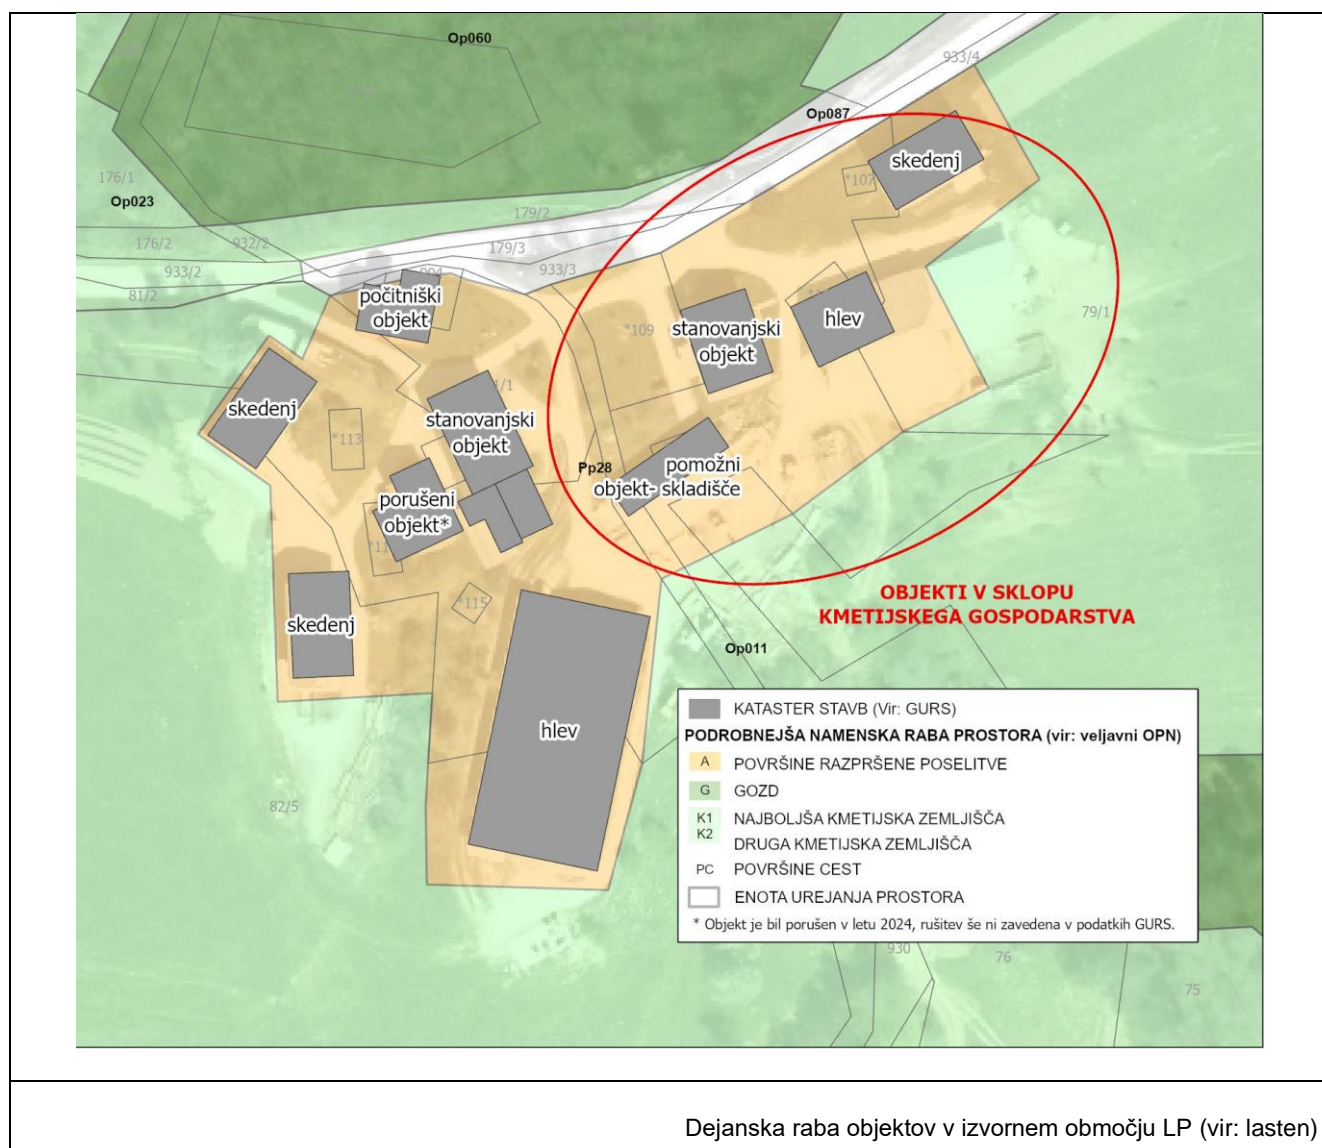 Op060
933/4
Op087
skedenj
*107
176/1
Op023
179/2
176/2
932/2
179/3
933/2
933/3
81/2
79/1
počitniški
objekt
hlev
*109
stanovanjski
objekt
skedenj
stanovanjski
objekt
*113
Pp28
pomožni
objekt- skladišče
porušeni
objekt*
OBJEKTI V SKLOPU
KMETIJSKEGA GOSPODARSTVA
*115
skedenj
Op011
hlev
82/5
KATASTER STAVB (Vir: GURS)
PODROBNEJŠA NAMENSKA RABA PROSTORA (vir: veljavni OPN)
A POVRŠINE RAZPRŠENE POSELITVE
G GOZD
K1 NAJBOLJŠA KMETIJSKA ZEMLJIŠČA
K2 DRUGA KMETIJSKA ZEMLJIŠČA
PC POVRŠINE CEST
ENOTA UREJANJA PROSTORA
* Objekt je bil porušen v letu 2024, rušitev še ni zavedena v podatkih GURS.
930
76
75
Dejanska raba objektov v izvornem območju LP (vir: lasten)